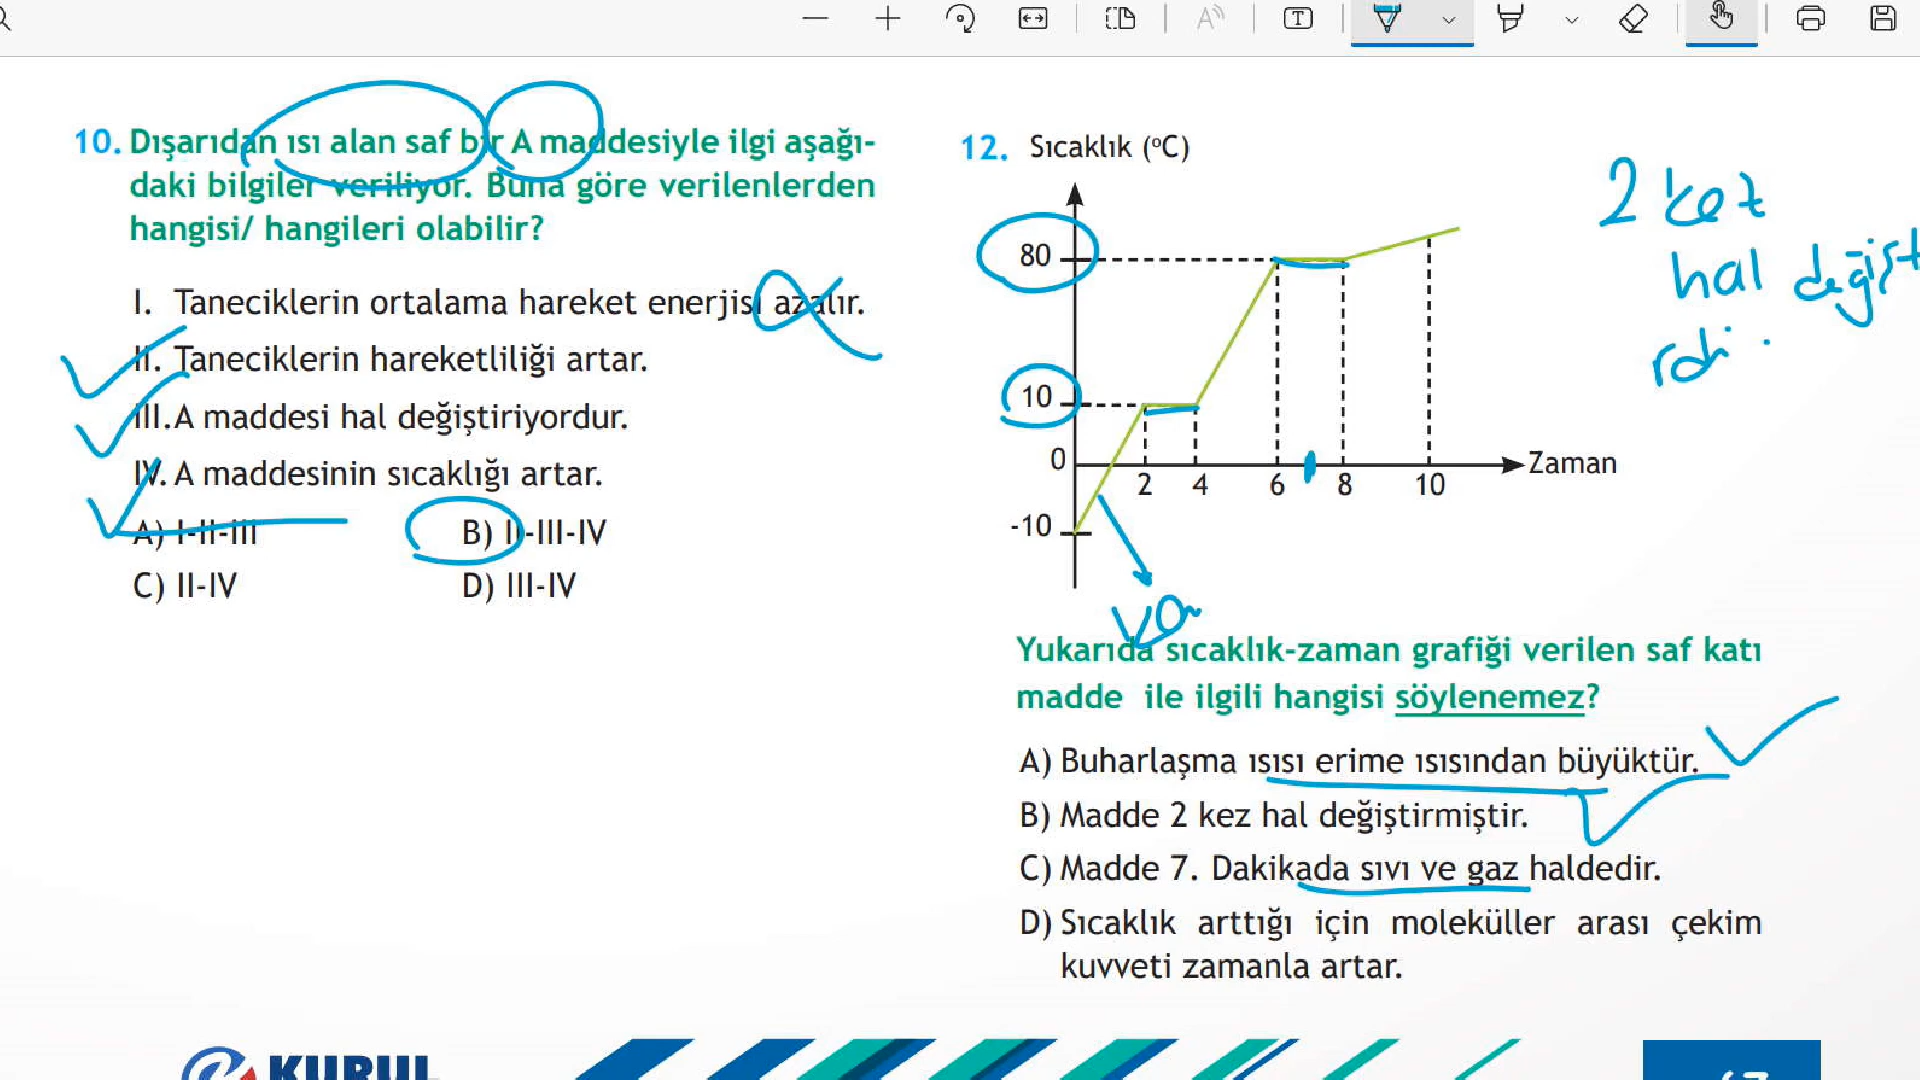 10. Dışarıdan ısı alan saf bir A maddesiyle ilgi aşağı-
daki bilgiler veriliyor. Buna göre verilenlerden
hangisi/ hangileri olabilir?
I. Taneciklerin ortalama hareket enerjisi azalır.
II. Taneciklerin hareketliliği artar.
III.A maddesi hal değiştiriyordur.
IV. A maddesinin sıcaklığı artar.
A) I-II-III
B) II-III-IV
C) II-IV
D) III-IV
12. Sıcaklık (°C)
80
10
0
-10
2 4 6 8 10
Zaman
2 kez
hal değişt
rdi.
Yukarıda sıcaklık-zaman grafiği verilen saf katı
madde ile ilgili hangisi söylenemez?
A) Buharlaşma ısısı erime ısısından büyüktür.
B) Madde 2 kez hal değiştirmiştir.
C) Madde 7. Dakikada sıvı ve gaz haldedir.
D) Sıcaklık arttığı için moleküller arası çekim
kuvveti zamanla artar.
KURUL